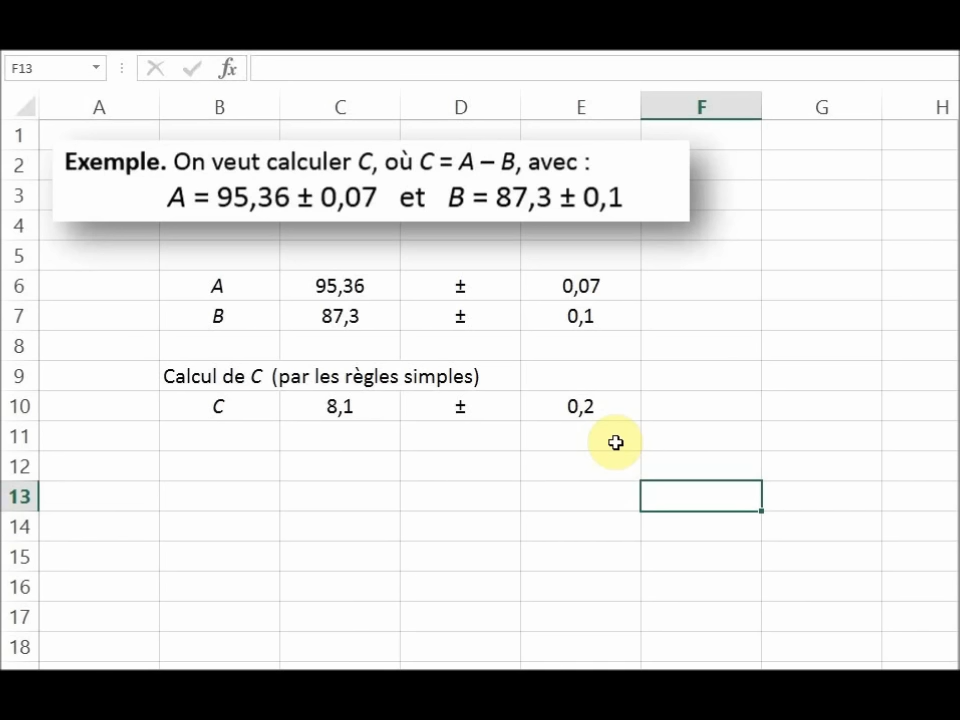 F13
fx
A B C D E F G H
1
2
Exemple. On veut calculer C, où C = A – B, avec :
3
A = 95,36 ± 0,07 et B = 87,3 ± 0,1
4
5
6 A 95,36 ± 0,07
7 B 87,3 ± 0,1
8
9 Calcul de C (par les règles simples)
10 C 8,1 ± 0,2
11
12
13
14
15
16
17
18